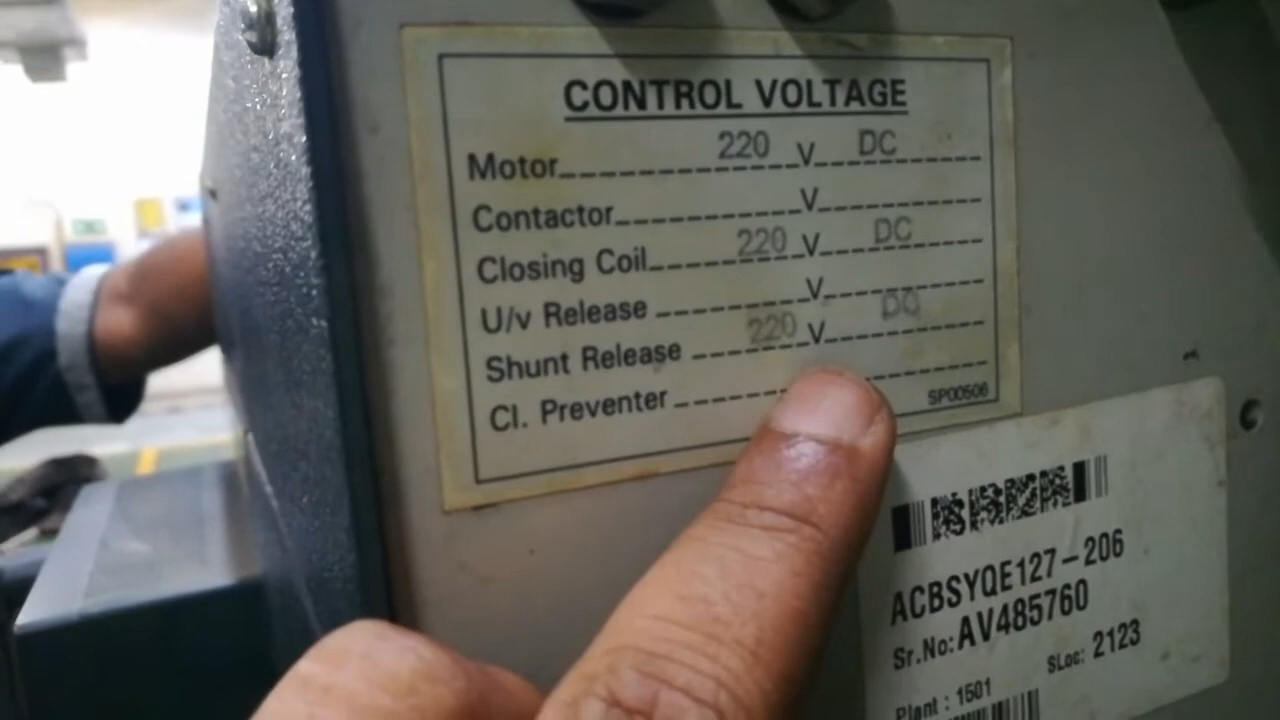 CONTROL VOLTAGE
Motor 220 V DC
Contactor V
Closing Coil 220 V DC
U/v Release V
Shunt Release 220 V DC
Cl. Preventer
SP00506
ACBSYQE127-206
Sr.No: AV485760
SLoc: 2123
Plant : 1501